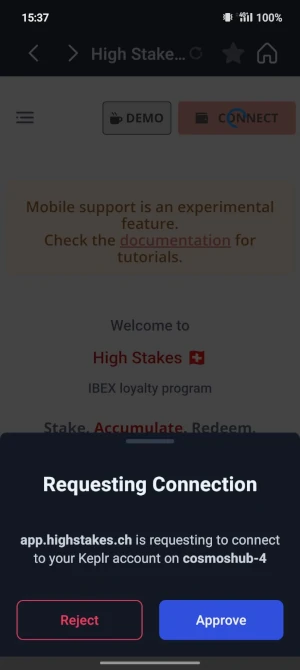 15:37
100%
High Stake...
DEMO
CONNECT
Mobile support is an experimental
feature.
Check the documentation for
tutorials.
Welcome to
High Stakes
IBEX loyalty program
Stake. Accumulate. Redeem.
Requesting Connection
app.highstakes.ch is requesting to connect
to your Keplr account on cosmoshub-4
Reject
Approve